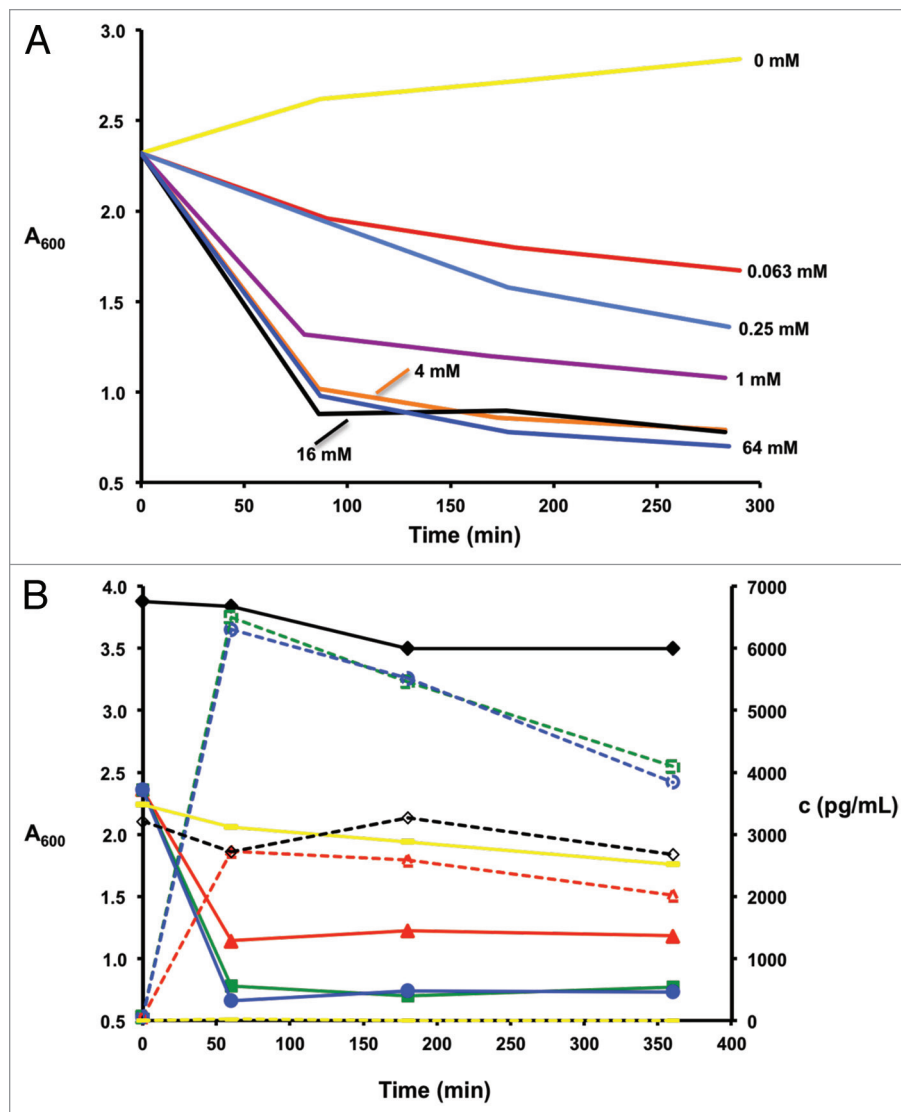 A
3.0
2.5
2.0
1.5
1.0
0.5
A600
0 mM
0.063 mM
0.25 mM
1 mM
4 mM
16 mM
64 mM
0 50 100 150 200 250 300
Time (min)
B
4.0
3.5
3.0
2.5
2.0
1.5
1.0
0.5
A600
7000
6000
5000
4000
3000
2000
1000
0
c (pg/mL)
0 50 100 150 200 250 300 350 400
Time (min)